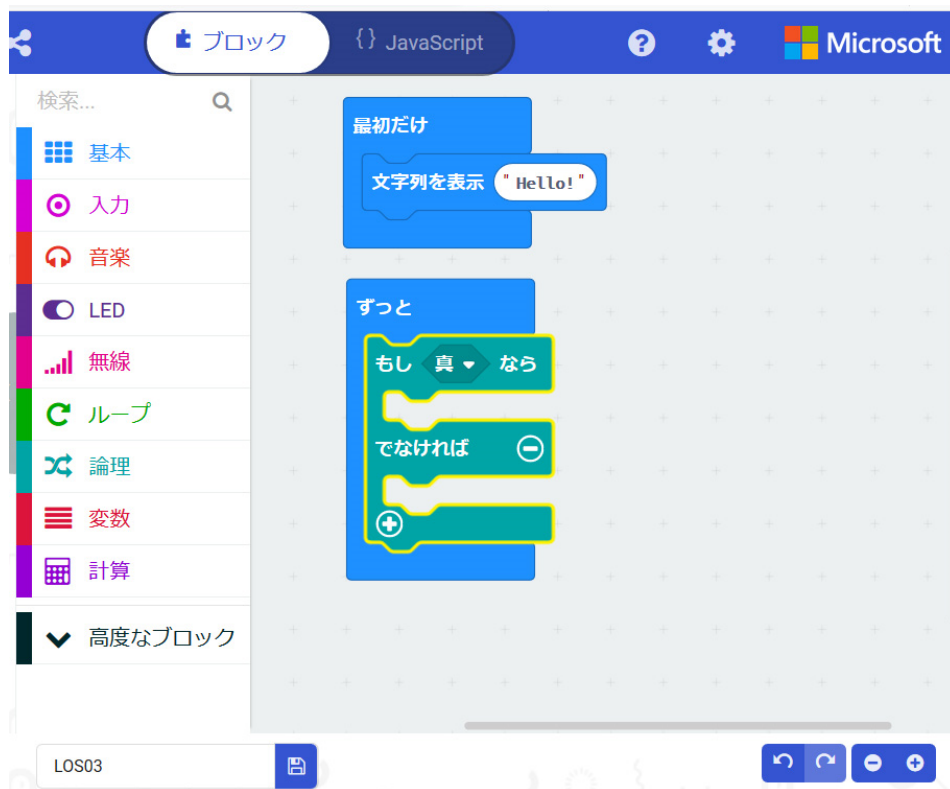 ブロック
{} JavaScript
Microsoft
検索...
基本
入力
音楽
LED
無線
ループ
論理
変数
計算
高度なブロック
最初だけ
文字列を表示 "Hello!"
ずっと
もし 真 なら
でなければ
LOS03